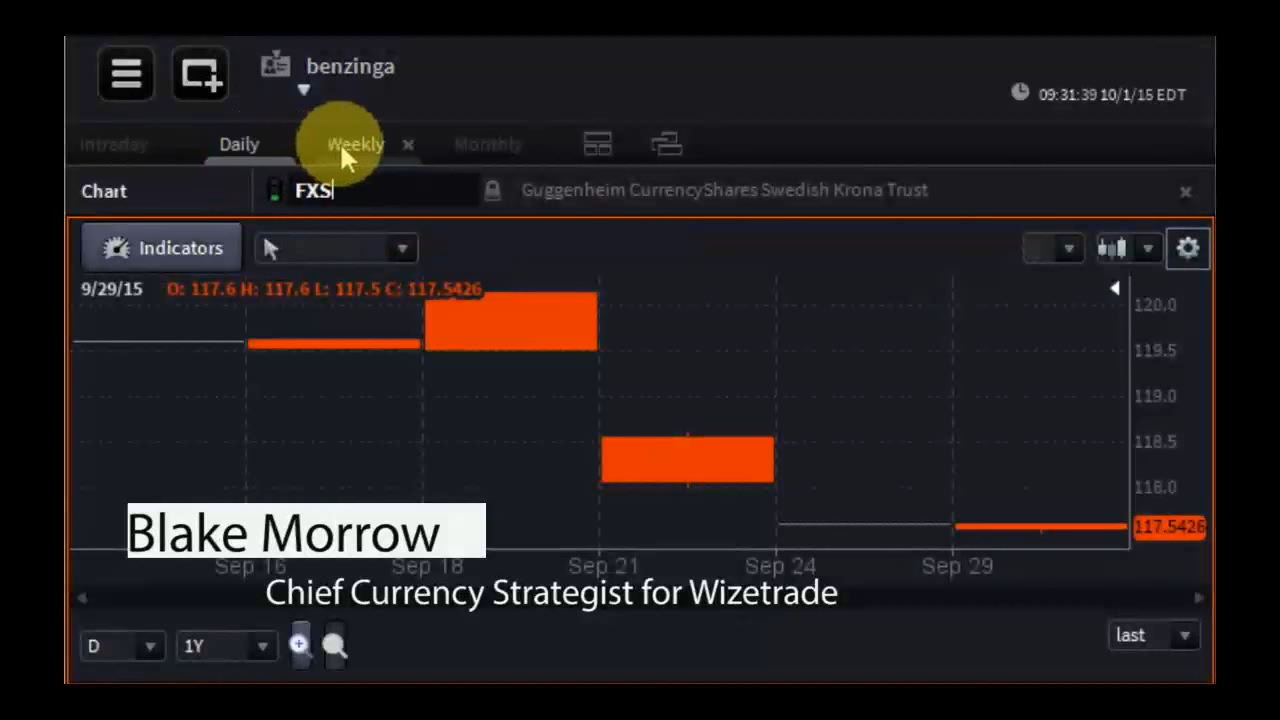 benzinga
09:31:39 10/1/15 EDT
Intraday Daily Weekly × Monthly
Chart FXS Guggenheim CurrencyShares Swedish Krona Trust ×
Indicators
9/29/15 O: 117.6 H: 117.6 L: 117.5 C: 117.5426
120.0
119.5
119.0
118.5
118.0
117.5426
Blake Morrow
Sep 16 Sep 18 Sep 21 Sep 24 Sep 29
Chief Currency Strategist for Wizetrade
D 1Y last